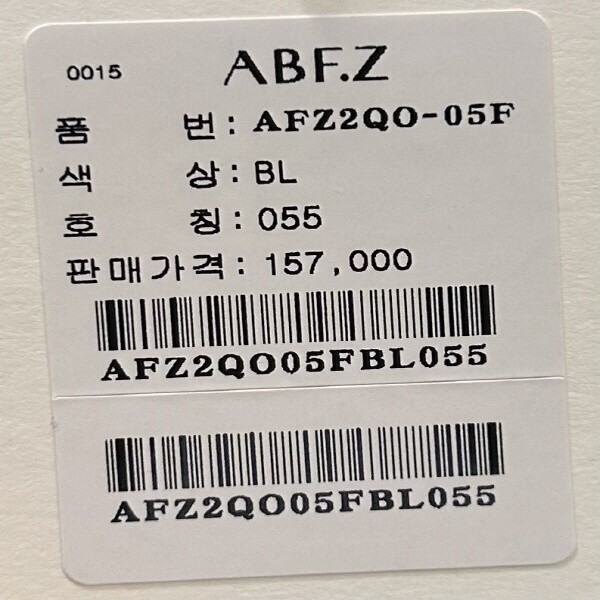 0015 ABF.Z
품 번 : AFZ2QO-05F
색 상 : BL
호 칭 : 055
판매가격 : 157,000
AFZ2QO05FBL055
AFZ2QO05FBL055